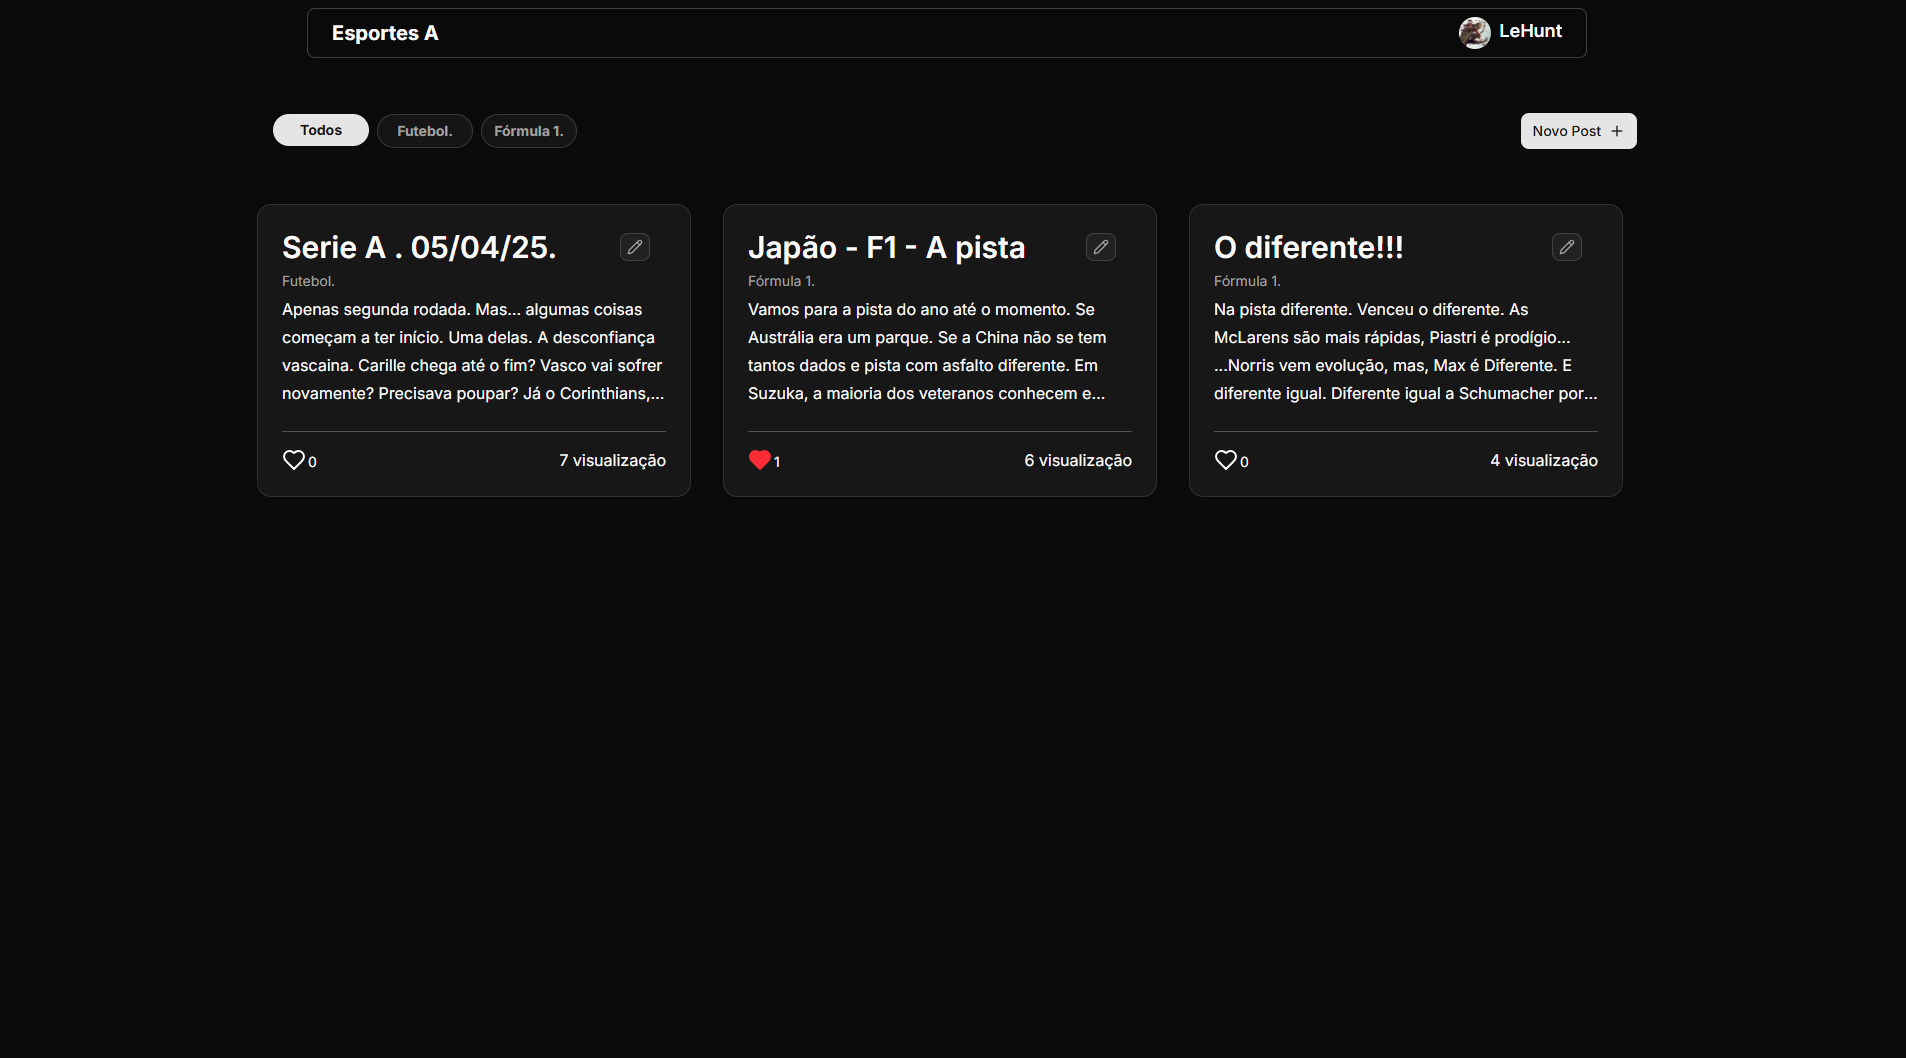 Esportes A
LeHunt
Todos
Futebol.
Fórmula 1.
Novo Post
Serie A . 05/04/25.
Futebol.
Apenas segunda rodada. Mas... algumas coisas
começam a ter início. Uma delas. A desconfiança
vascaina. Carille chega até o fim? Vasco vai sofrer
novamente? Precisava poupar? Já o Corinthians,...
0
7 visualização
Japão - F1 - A pista
Fórmula 1.
Vamos para a pista do ano até o momento. Se
Austrália era um parque. Se a China não se tem
tantos dados e pista com asfalto diferente. Em
Suzuka, a maioria dos veteranos conhecem e...
1
6 visualização
O diferente!!!
Fórmula 1.
Na pista diferente. Venceu o diferente. As
McLarens são mais rápidas, Piastri é prodígio...
...Norris vem evolução, mas, Max é Diferente. E
diferente igual. Diferente igual a Schumacher por...
0
4 visualização